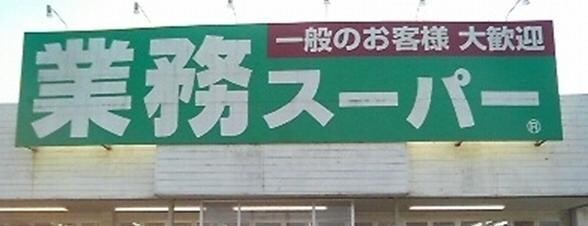 一般のお客様 大歓迎
業務スーパー
®